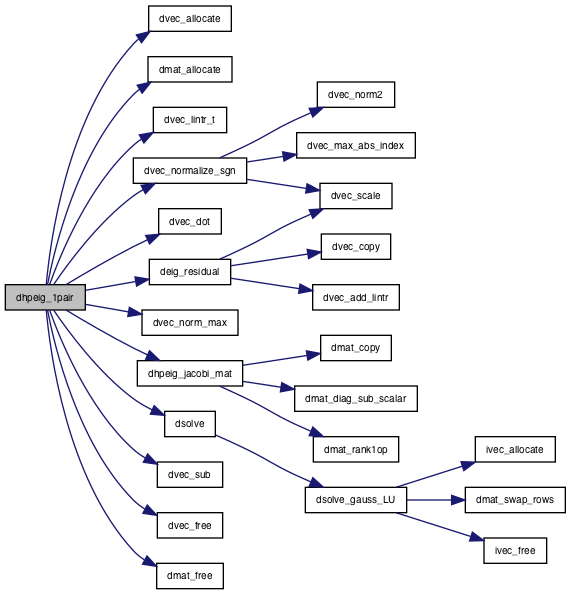 dhpeig_1pair
dvec_allocate
dmat_allocate
dvec_lintr_t
dvec_normalize_sgn
dvec_dot
deig_residual
dvec_norm_max
dhpeig_jacobi_mat
dsolve
dvec_sub
dvec_free
dmat_free
dvec_norm2
dvec_max_abs_index
dvec_scale
dvec_copy
dvec_add_lintr
dmat_copy
dmat_diag_sub_scalar
dmat_rank1op
dsolve_gauss_LU
ivec_allocate
dmat_swap_rows
ivec_free